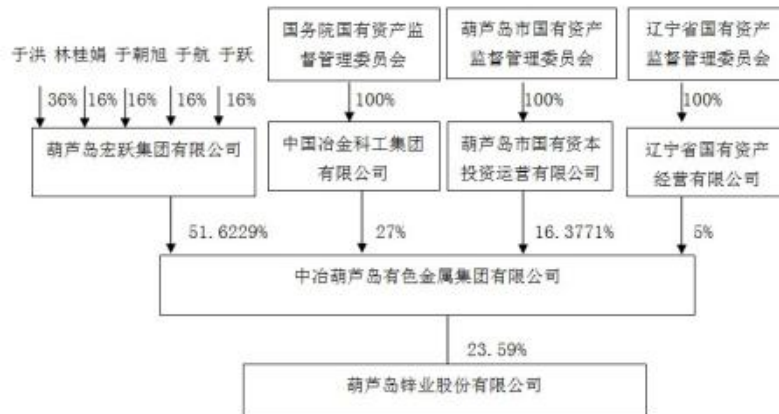 于洪 林桂娟 于朝旭 于航 于跃
36% 16% 16% 16% 16%
国务院国有资产监
督管理委员会
葫芦岛市国有资产
监督管理委员会
辽宁省国有资产
监督管理委员会
100%
100%
100%
葫芦岛宏跃集团有限公司
中国冶金科工集团
有限公司
葫芦岛市国有资本
投资运营有限公司
辽宁省国有资产
经营有限公司
51.6229%
27%
16.3771%
5%
中冶葫芦岛有色金属集团有限公司
23.59%
葫芦岛锌业股份有限公司